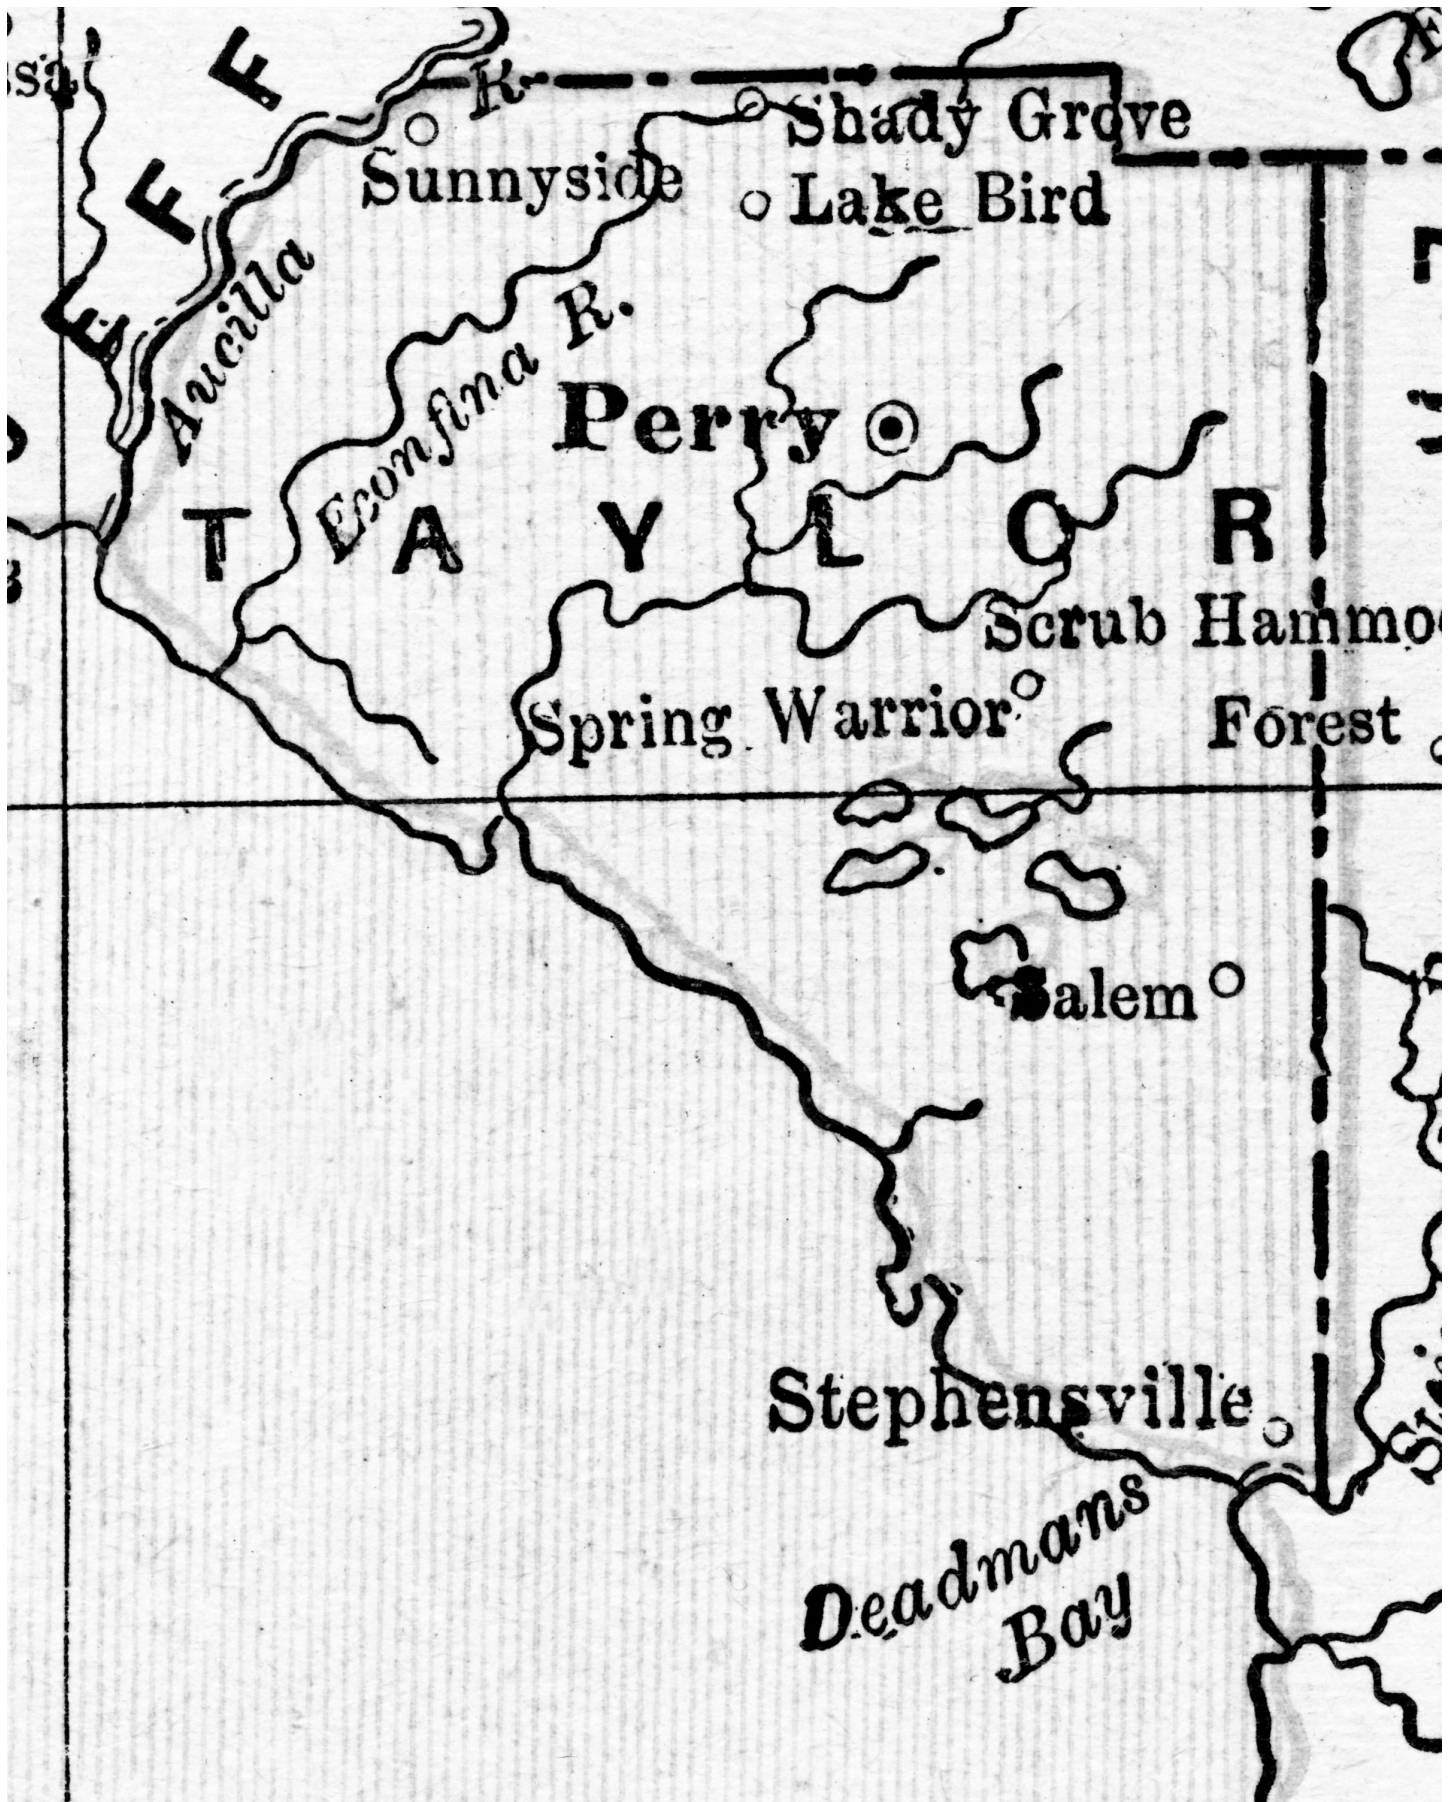 E F F
R.
Shady Grove
Sunnyside
Lake Bird
Aucilla
Econfina R.
Perry
T A Y L O R
Scrub Hammo
Spring Warrior
Forest
Salem
Stephensville
Deadmans
Bay